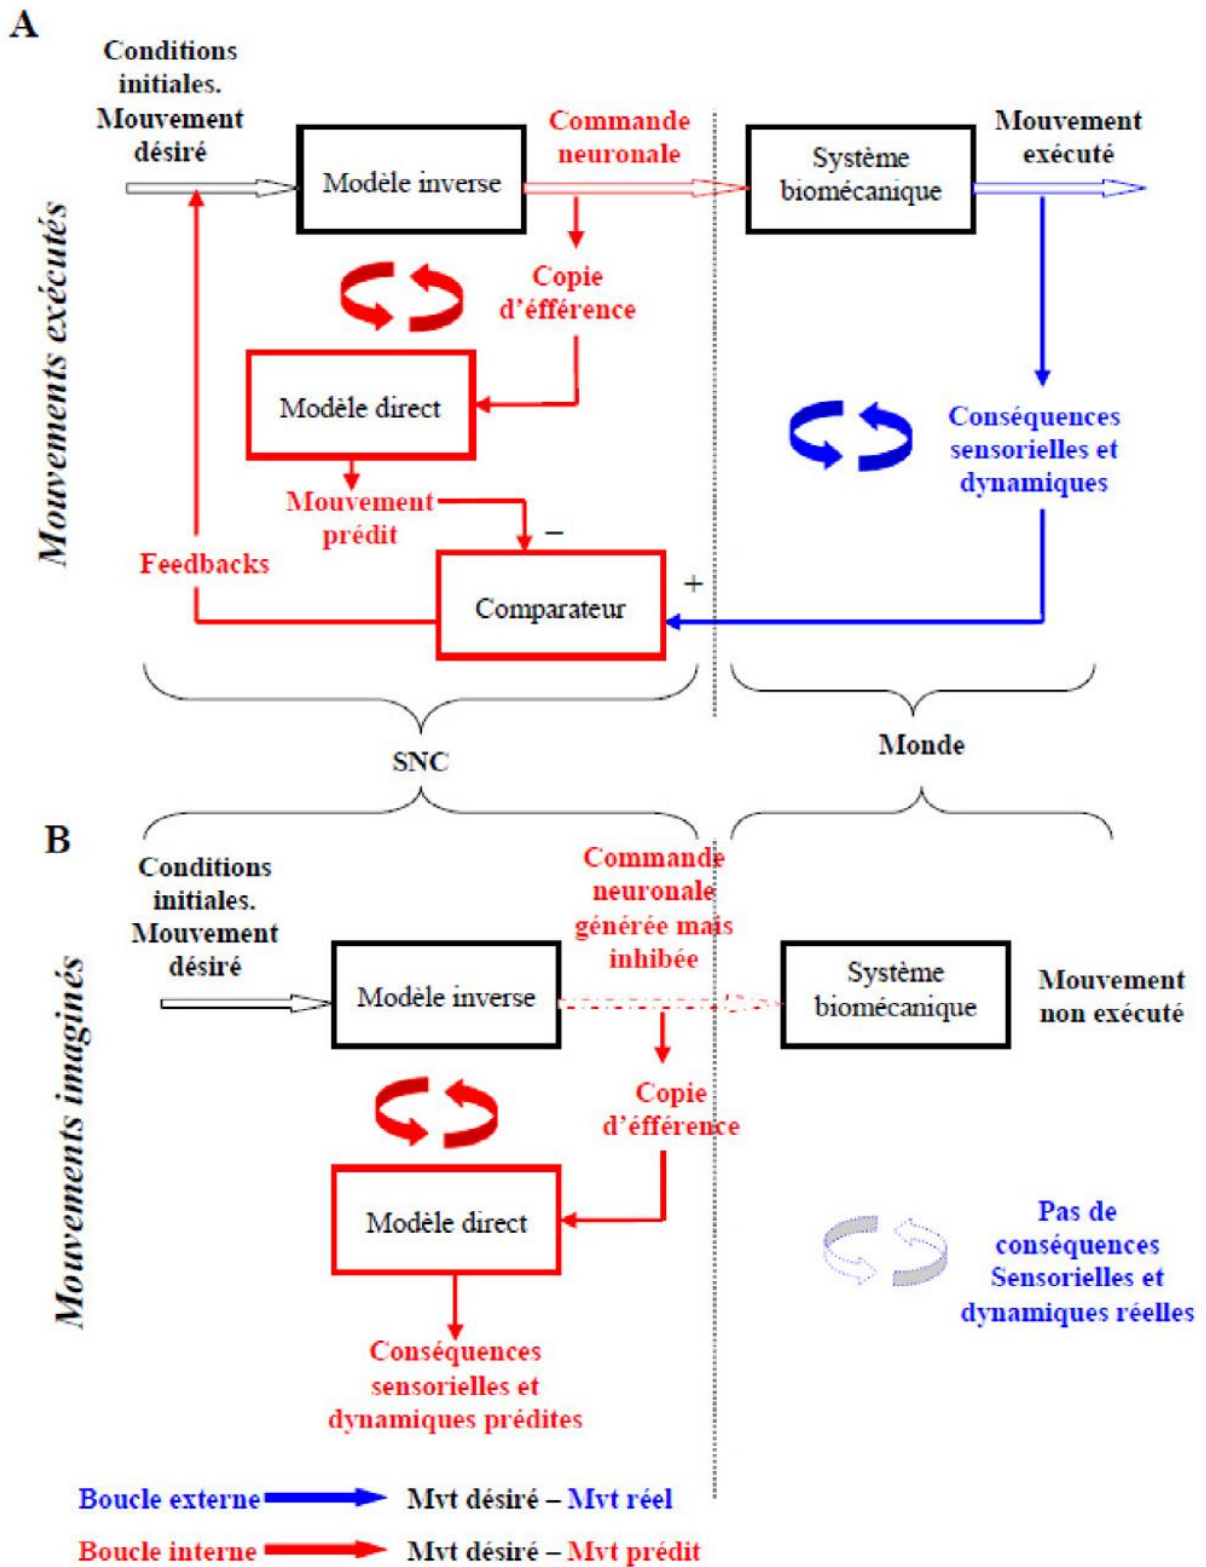 A
Conditions
initiales.
Mouvement
désiré
Modèle inverse
Commande
neuronale
Système
biomécanique
Mouvement
exécuté
Mouvements exécutés
Copie
d'éfférence
Modèle direct
Mouvement
prédit
–
Conséquences
sensorielles et
dynamiques
Feedbacks
Comparateur
+
SNC
Monde
B
Conditions
initiales.
Mouvement
désiré
Modèle inverse
Commande
neuronale
générée mais
inhibée
Système
biomécanique
Mouvement
non exécuté
Mouvements imaginés
Copie
d'éfférence
Modèle direct
Pas de
conséquences
Sensorielles et
dynamiques réelles
Conséquences
sensorielles et
dynamiques prédites
Boucle externe Mvt désiré – Mvt réel
Boucle interne Mvt désiré – Mvt prédit